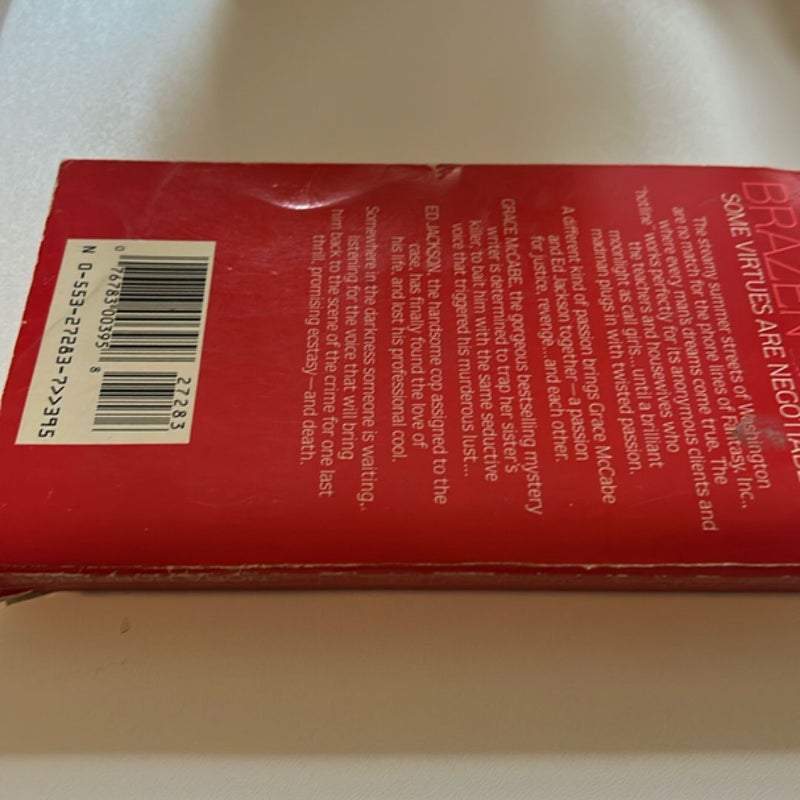 BRAZEN
SOME VIRTUES ARE NEGOTIABLE
The steamy summer streets of Washington
are no match for the phone lines of Fantasy, Inc.,
where every man's dreams come true. The
"hotline" works perfectly for its anonymous clients and
the teachers and housewives who
moonlight as call girls... until a brilliant
madman plugs in with twisted passion.
A different kind of passion brings Grace McCabe
and Ed Jackson together—a passion
for justice, revenge... and each other.
GRACE McCABE, the gorgeous bestselling mystery
writer is determined to trap her sister's
killer; to bait him with the same seductive
voice that triggered his murderous lust....
ED JACKSON, the handsome cop assigned to the
case, has finally found the love of
his life, and lost his professional cool.
Somewhere in the darkness someone is waiting,
listening for the voice that will bring
him back to the scene of the crime for one last
thrill, promising ecstasy—and death.
27283
0 76783 00395 8
N 0-553-27283-7>>395